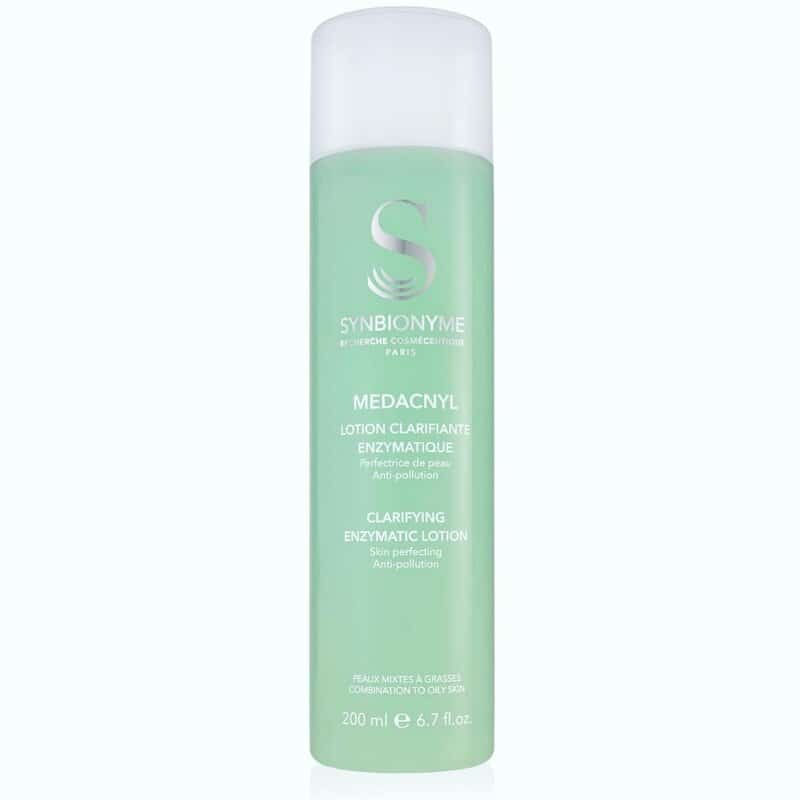 S
SYNBIONYME
RECHERCHE COSMÉCEUTIQUE
PARIS
MEDACNYL
LOTION CLARIFIANTE
ENZYMATIQUE
Perfectrice de peau
Anti-pollution
CLARIFYING
ENZYMATIC LOTION
Skin perfecting
Anti-pollution
PEAUX MIXTES À GRASSES
COMBINATION TO OILY SKIN
200 ml ℮ 6.7 fl.oz.